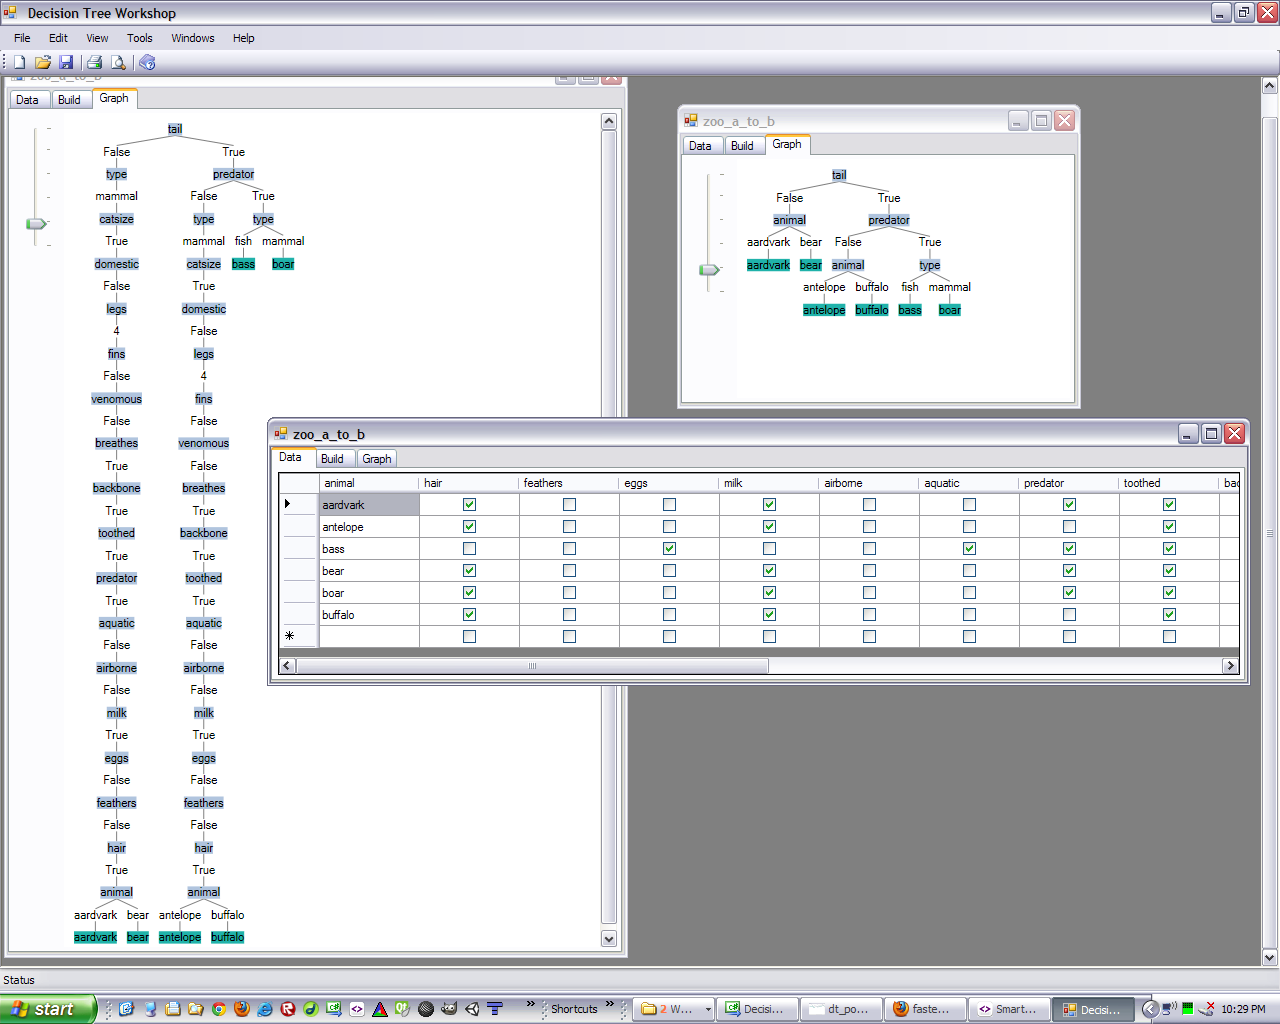 Decision Tree Workshop
File Edit View Tools Windows Help
zoo_a_to_b
Data Build Graph
tail
False True
type predator
mammal False True
catsize type type
True mammal fish mammal
domestic catsize bass boar
False True
legs domestic
4 False
fins legs
False 4
venomous fins
False False
breathes venomous
True False
backbone breathes
True True
toothed backbone
True True
predator toothed
True True
aquatic aquatic
False False
airborne airborne
False False
milk milk
True True
eggs eggs
False False
feathers feathers
False False
hair hair
True True
animal animal
aardvark bear antelope buffalo
aardvark bear antelope buffalo
zoo_a_to_b
Data Build Graph
tail
False True
animal predator
aardvark bear False True
aardvark bear animal type
antelope buffalo fish mammal
antelope buffalo bass boar
zoo_a_to_b
Data Build Graph
animal hair feathers eggs milk airborne aquatic predator toothed bac
aardvark
antelope
bass
bear
boar
buffalo
Status
start Shortcuts 2 W... Decisi... dt_po... faste... Smart... Decisi... 10:29 PM